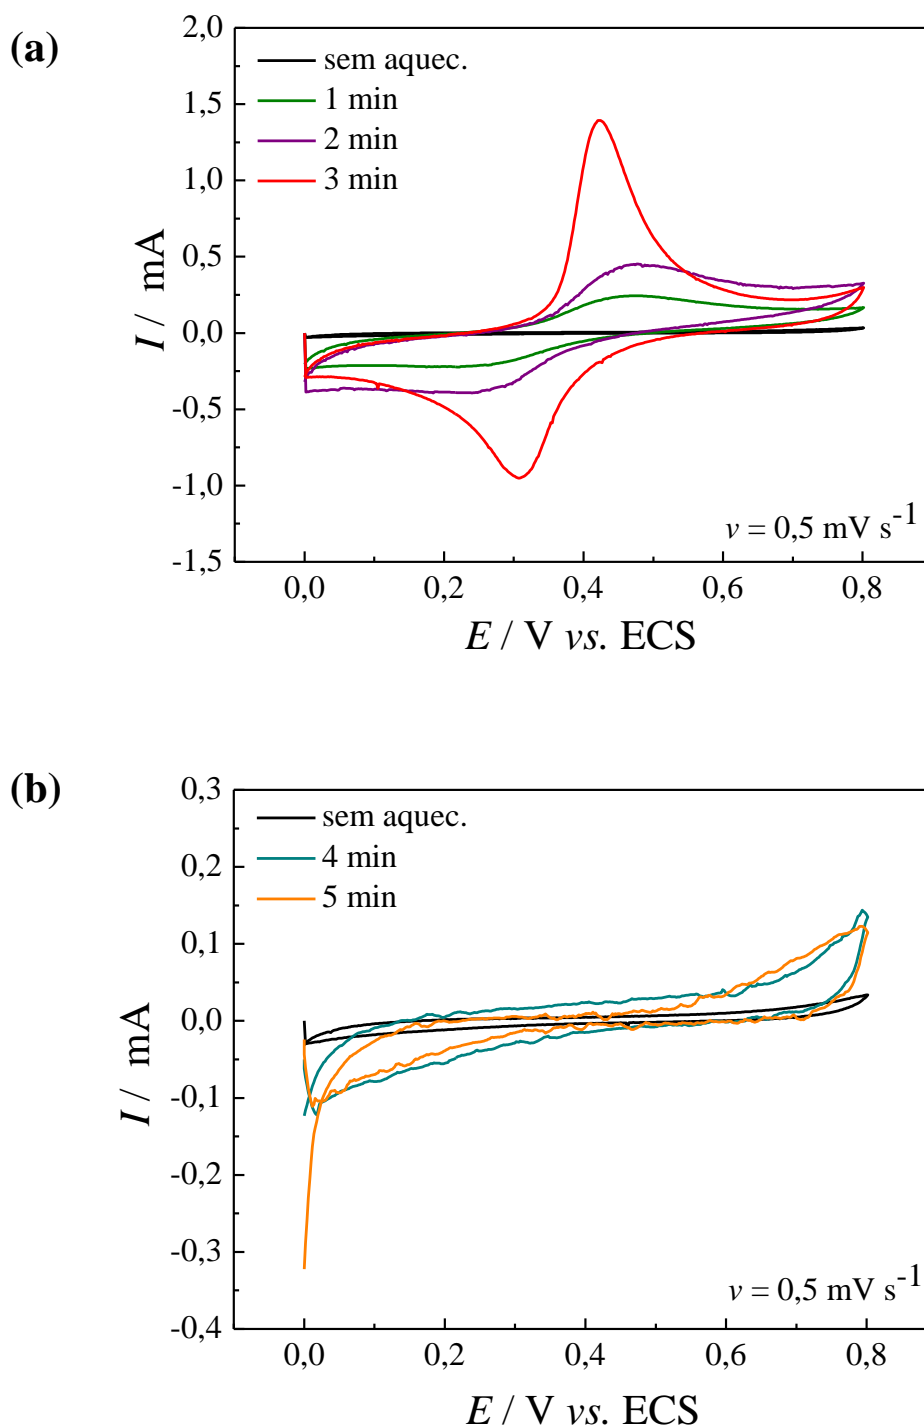 (a)
2,0
1,5
1,0
0,5
0,0
-0,5
-1,0
-1,5
I / mA
sem aquec.
1 min
2 min
3 min
v = 0,5 mV s-1
0,0 0,2 0,4 0,6 0,8
E / V vs. ECS
(b)
0,3
0,2
0,1
0,0
-0,1
-0,2
-0,3
-0,4
I / mA
sem aquec.
4 min
5 min
v = 0,5 mV s-1
0,0 0,2 0,4 0,6 0,8
E / V vs. ECS